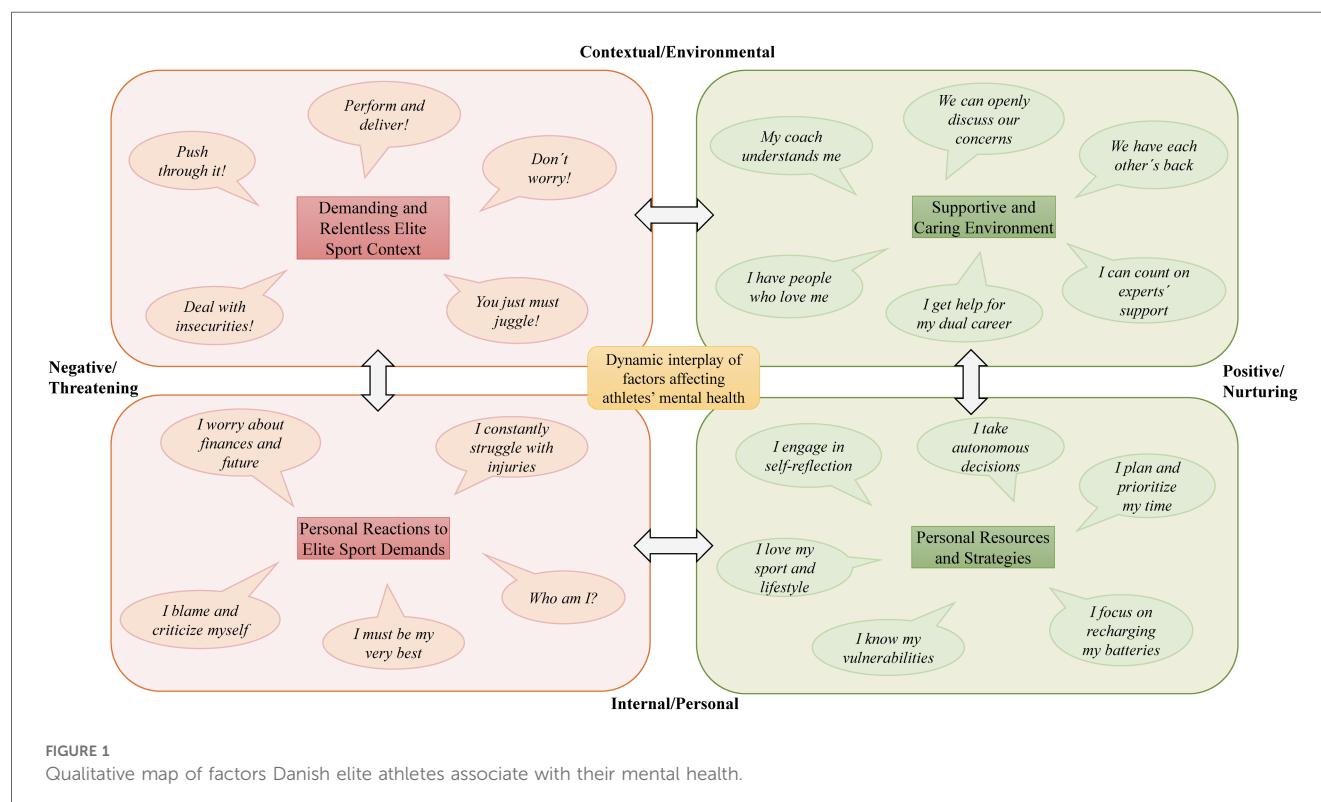 Contextual/Environmental
Perform and
deliver!
Push
through it!
Don´t
worry!
Demanding and
Relentless Elite
Sport Context
Deal with
insecurities!
You just must
juggle!
We can openly
discuss our
concerns
My coach
understands me
We have each
other´s back
Supportive and
Caring Environment
I have people
who love me
I get help for
my dual career
I can count on
experts´
support
Negative/
Threatening
Dynamic interplay of
factors affecting
athletes’ mental health
Positive/
Nurturing
I worry about
finances and
future
I constantly
struggle with
injuries
Personal Reactions to
Elite Sport Demands
I blame and
criticize myself
I must be my
very best
Who am I?
I engage in
self-reflection
I take
autonomous
decisions
I plan and
prioritize
my time
Personal Resources
and Strategies
I love my
sport and
lifestyle
I know my
vulnerabilities
I focus on
recharging
my batteries
Internal/Personal
FIGURE 1
Qualitative map of factors Danish elite athletes associate with their mental health.